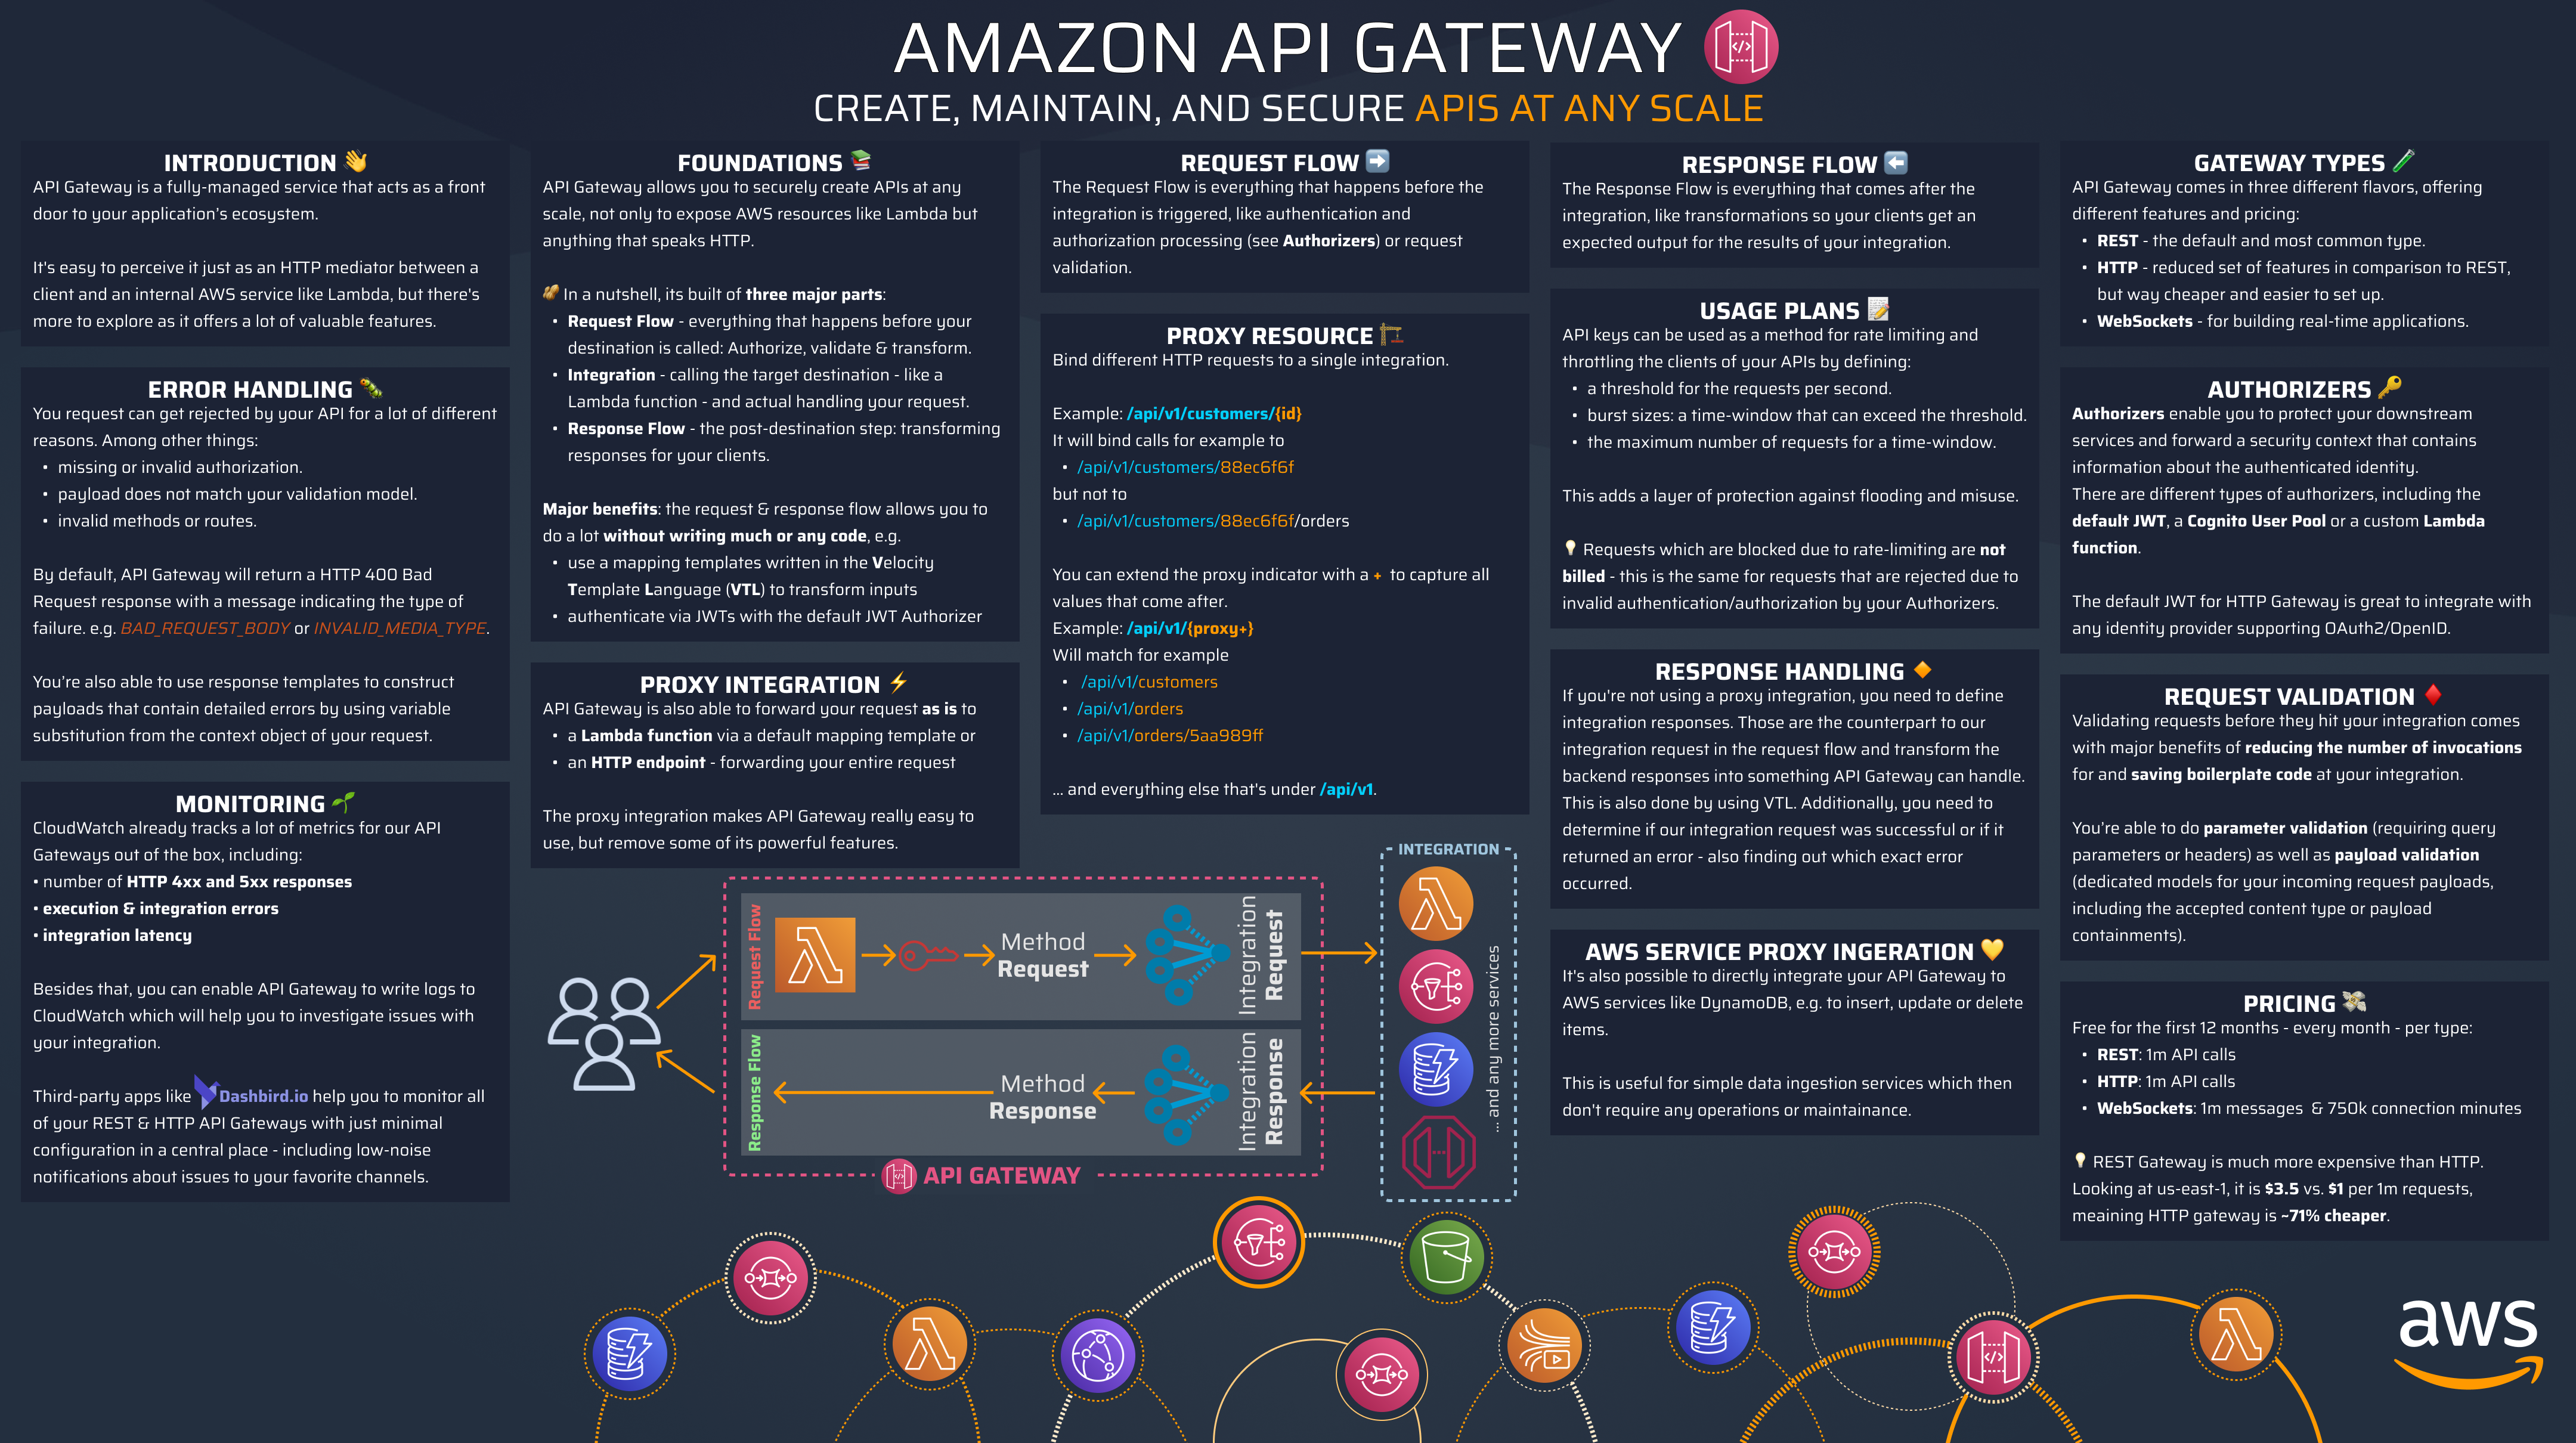 AMAZON API GATEWAY
CREATE, MAINTAIN, AND SECURE APIS AT ANY SCALE
INTRODUCTION 👋
API Gateway is a fully-managed service that acts as a front
door to your application's ecosystem.
It's easy to perceive it just as an HTTP mediator between a
client and an internal AWS service like Lambda, but there's
more to explore as it offers a lot of valuable features.
ERROR HANDLING 🐛
You request can get rejected by your API for a lot of different
reasons. Among other things:
• missing or invalid authorization.
• payload does not match your validation model.
• invalid methods or routes.
By default, API Gateway will return a HTTP 400 Bad
Request response with a message indicating the type of
failure. e.g. BAD_REQUEST_BODY or INVALID_MEDIA_TYPE.
You're also able to use response templates to construct
payloads that contain detailed errors by using variable
substitution from the context object of your request.
MONITORING 🌱
CloudWatch already tracks a lot of metrics for our API
Gateways out of the box, including:
• number of HTTP 4xx and 5xx responses
• execution & integration errors
• integration latency
Besides that, you can enable API Gateway to write logs to
CloudWatch which will help you to investigate issues with
your integration.
Third-party apps like Dashbird.io help you to monitor all
of your REST & HTTP API Gateways with just minimal
configuration in a central place - including low-noise
notifications about issues to your favorite channels.
FOUNDATIONS 📚
API Gateway allows you to securely create APIs at any
scale, not only to expose AWS resources like Lambda but
anything that speaks HTTP.
🥜 In a nutshell, its built of three major parts:
• Request Flow - everything that happens before your
destination is called: Authorize, validate & transform.
• Integration - calling the target destination - like a
Lambda function - and actual handling your request.
• Response Flow - the post-destination step: transforming
responses for your clients.
Major benefits: the request & response flow allows you to
do a lot without writing much or any code, e.g.
• use a mapping templates written in the Velocity
Template Language (VTL) to transform inputs
• authenticate via JWTs with the default JWT Authorizer
PROXY INTEGRATION ⚡
API Gateway is also able to forward your request as is to
• a Lambda function via a default mapping template or
• an HTTP endpoint - forwarding your entire request
The proxy integration makes API Gateway really easy to
use, but remove some of its powerful features.
REQUEST FLOW ➡️
The Request Flow is everything that happens before the
integration is triggered, like authentication and
authorization processing (see Authorizers) or request
validation.
PROXY RESOURCE 🏗️
Bind different HTTP requests to a single integration.
Example: /api/v1/customers/{id}
It will bind calls for example to
• /api/v1/customers/88ec6f6f
but not to
• /api/v1/customers/88ec6f6f/orders
You can extend the proxy indicator with a + to capture all
values that come after.
Example: /api/v1/{proxy+}
Will match for example
• /api/v1/customers
• /api/v1/orders
• /api/v1/orders/5aa989ff
... and everything else that's under /api/v1.
RESPONSE FLOW ⬅️
The Response Flow is everything that comes after the
integration, like transformations so your clients get an
expected output for the results of your integration.
USAGE PLANS 📝
API keys can be used as a method for rate limiting and
throttling the clients of your APIs by defining:
• a threshold for the requests per second.
• burst sizes: a time-window that can exceed the threshold.
• the maximum number of requests for a time-window.
This adds a layer of protection against flooding and misuse.
💡 Requests which are blocked due to rate-limiting are not
billed - this is the same for requests that are rejected due to
invalid authentication/authorization by your Authorizers.
RESPONSE HANDLING 🔶
If you're not using a proxy integration, you need to define
integration responses. Those are the counterpart to our
integration request in the request flow and transform the
backend responses into something API Gateway can handle.
This is also done by using VTL. Additionally, you need to
determine if our integration request was successful or if it
returned an error - also finding out which exact error
occurred.
AWS SERVICE PROXY INGERATION 💛
It's also possible to directly integrate your API Gateway to
AWS services like DynamoDB, e.g. to insert, update or delete
items.
This is useful for simple data ingestion services which then
don't require any operations or maintainance.
GATEWAY TYPES 🧪
API Gateway comes in three different flavors, offering
different features and pricing:
• REST - the default and most common type.
• HTTP - reduced set of features in comparison to REST,
but way cheaper and easier to set up.
• WebSockets - for building real-time applications.
AUTHORIZERS 🔑
Authorizers enable you to protect your downstream
services and forward a security context that contains
information about the authenticated identity.
There are different types of authorizers, including the
default JWT, a Cognito User Pool or a custom Lambda
function.
The default JWT for HTTP Gateway is great to integrate with
any identity provider supporting OAuth2/OpenID.
REQUEST VALIDATION ♦️
Validating requests before they hit your integration comes
with major benefits of reducing the number of invocations
for and saving boilerplate code at your integration.
You're able to do parameter validation (requiring query
parameters or headers) as well as payload validation
(dedicated models for your incoming request payloads,
including the accepted content type or payload
containments).
PRICING 💸
Free for the first 12 months - every month - per type:
• REST: 1m API calls
• HTTP: 1m API calls
• WebSockets: 1m messages & 750k connection minutes
💡 REST Gateway is much more expensive than HTTP.
Looking at us-east-1, it is $3.5 vs. $1 per 1m requests,
meaining HTTP gateway is ~71% cheaper.
Request Flow
Method
Request
Integration
Request
Response Flow
Method
Response
Integration
Response
API GATEWAY
INTEGRATION
... and any more services
aws